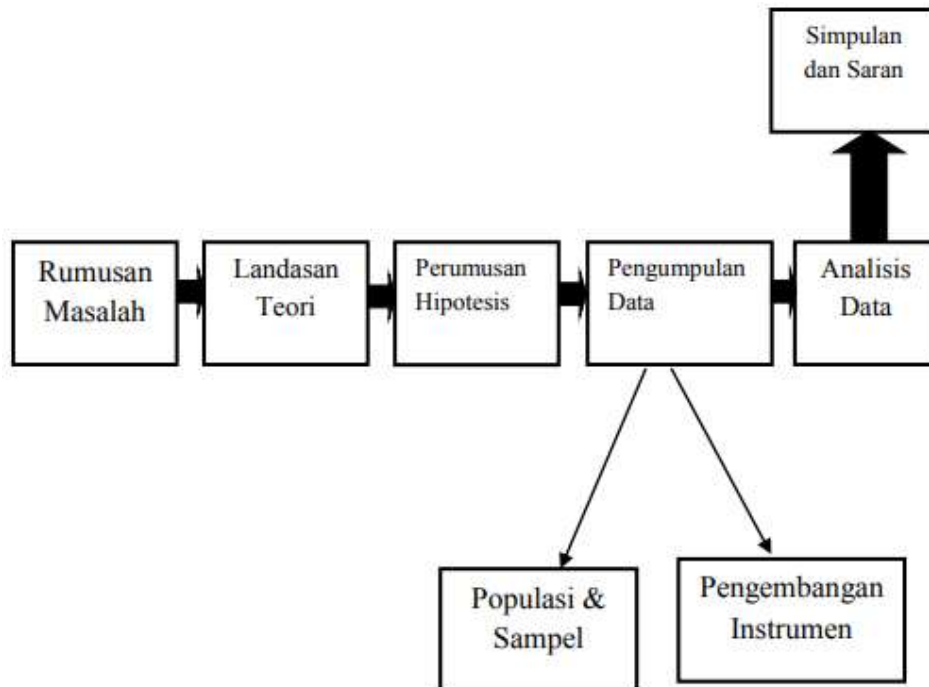 Simpulan
dan Saran
Rumusan
Masalah
Landasan
Teori
Perumusan
Hipotesis
Pengumpulan
Data
Analisis
Data
Populasi &
Sampel
Pengembangan
Instrumen